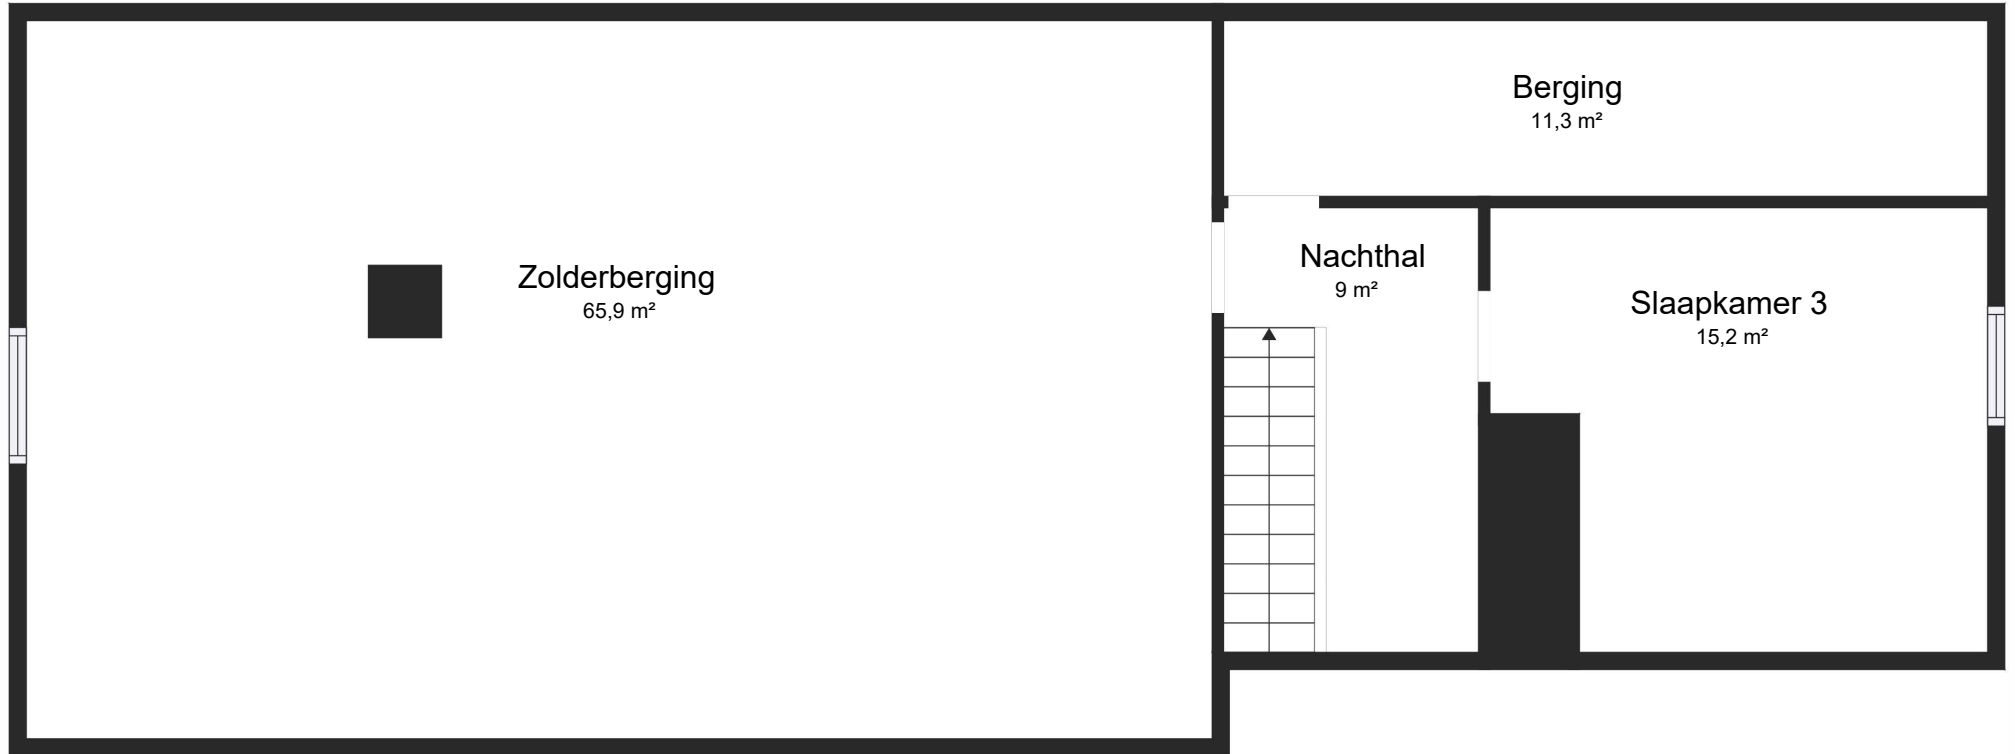 Berging
11,3 m²
Nachthal
9 m²
Zolderberging
65,9 m²
Slaapkamer 3
15,2 m²